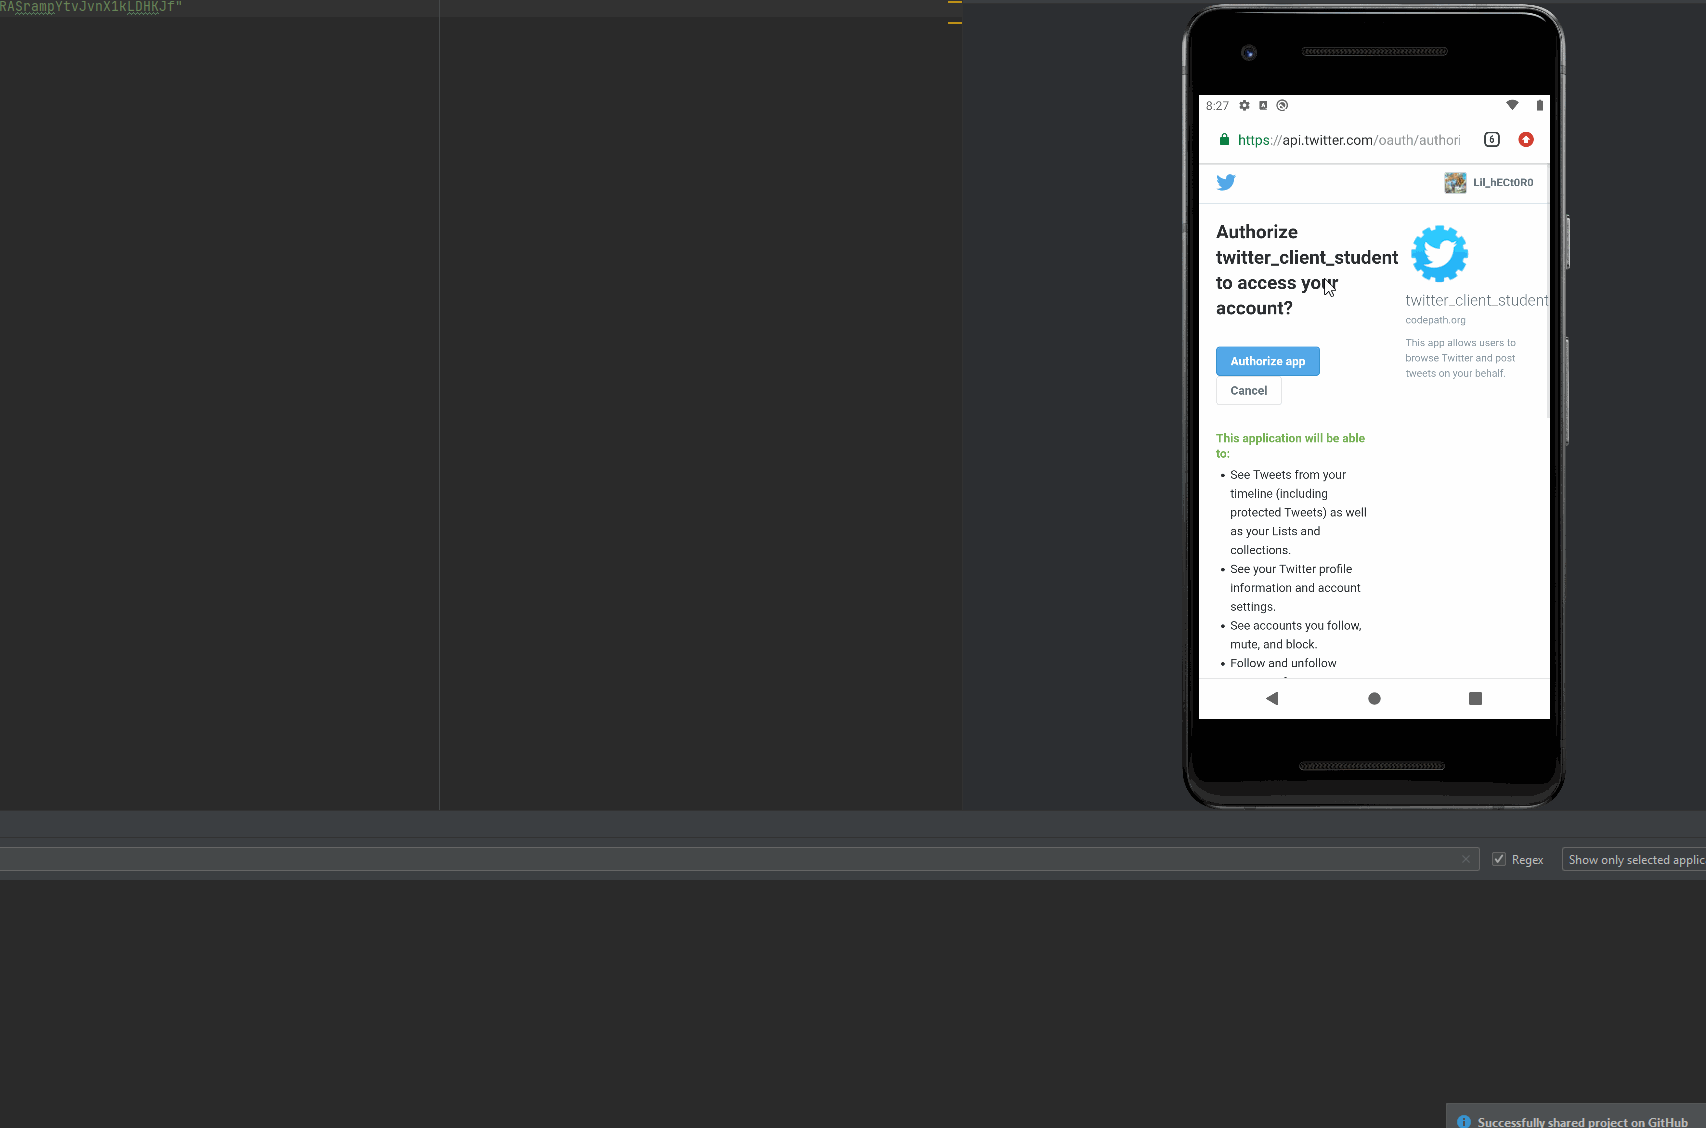 RASrampYtvJvnX1kLDHKJf"
8:27
https://api.twitter.com/oauth/authori
6
Lil_hECt0R0
Authorize
twitter_client_student
to access your
account?
Authorize app
Cancel
twitter_client_student
codepath.org
This app allows users to
browse Twitter and post
tweets on your behalf.
This application will be able
to:
• See Tweets from your
timeline (including
protected Tweets) as well
as your Lists and
collections.
• See your Twitter profile
information and account
settings.
• See accounts you follow,
mute, and block.
• Follow and unfollow
Regex
Show only selected applic
Successfully shared project on GitHub